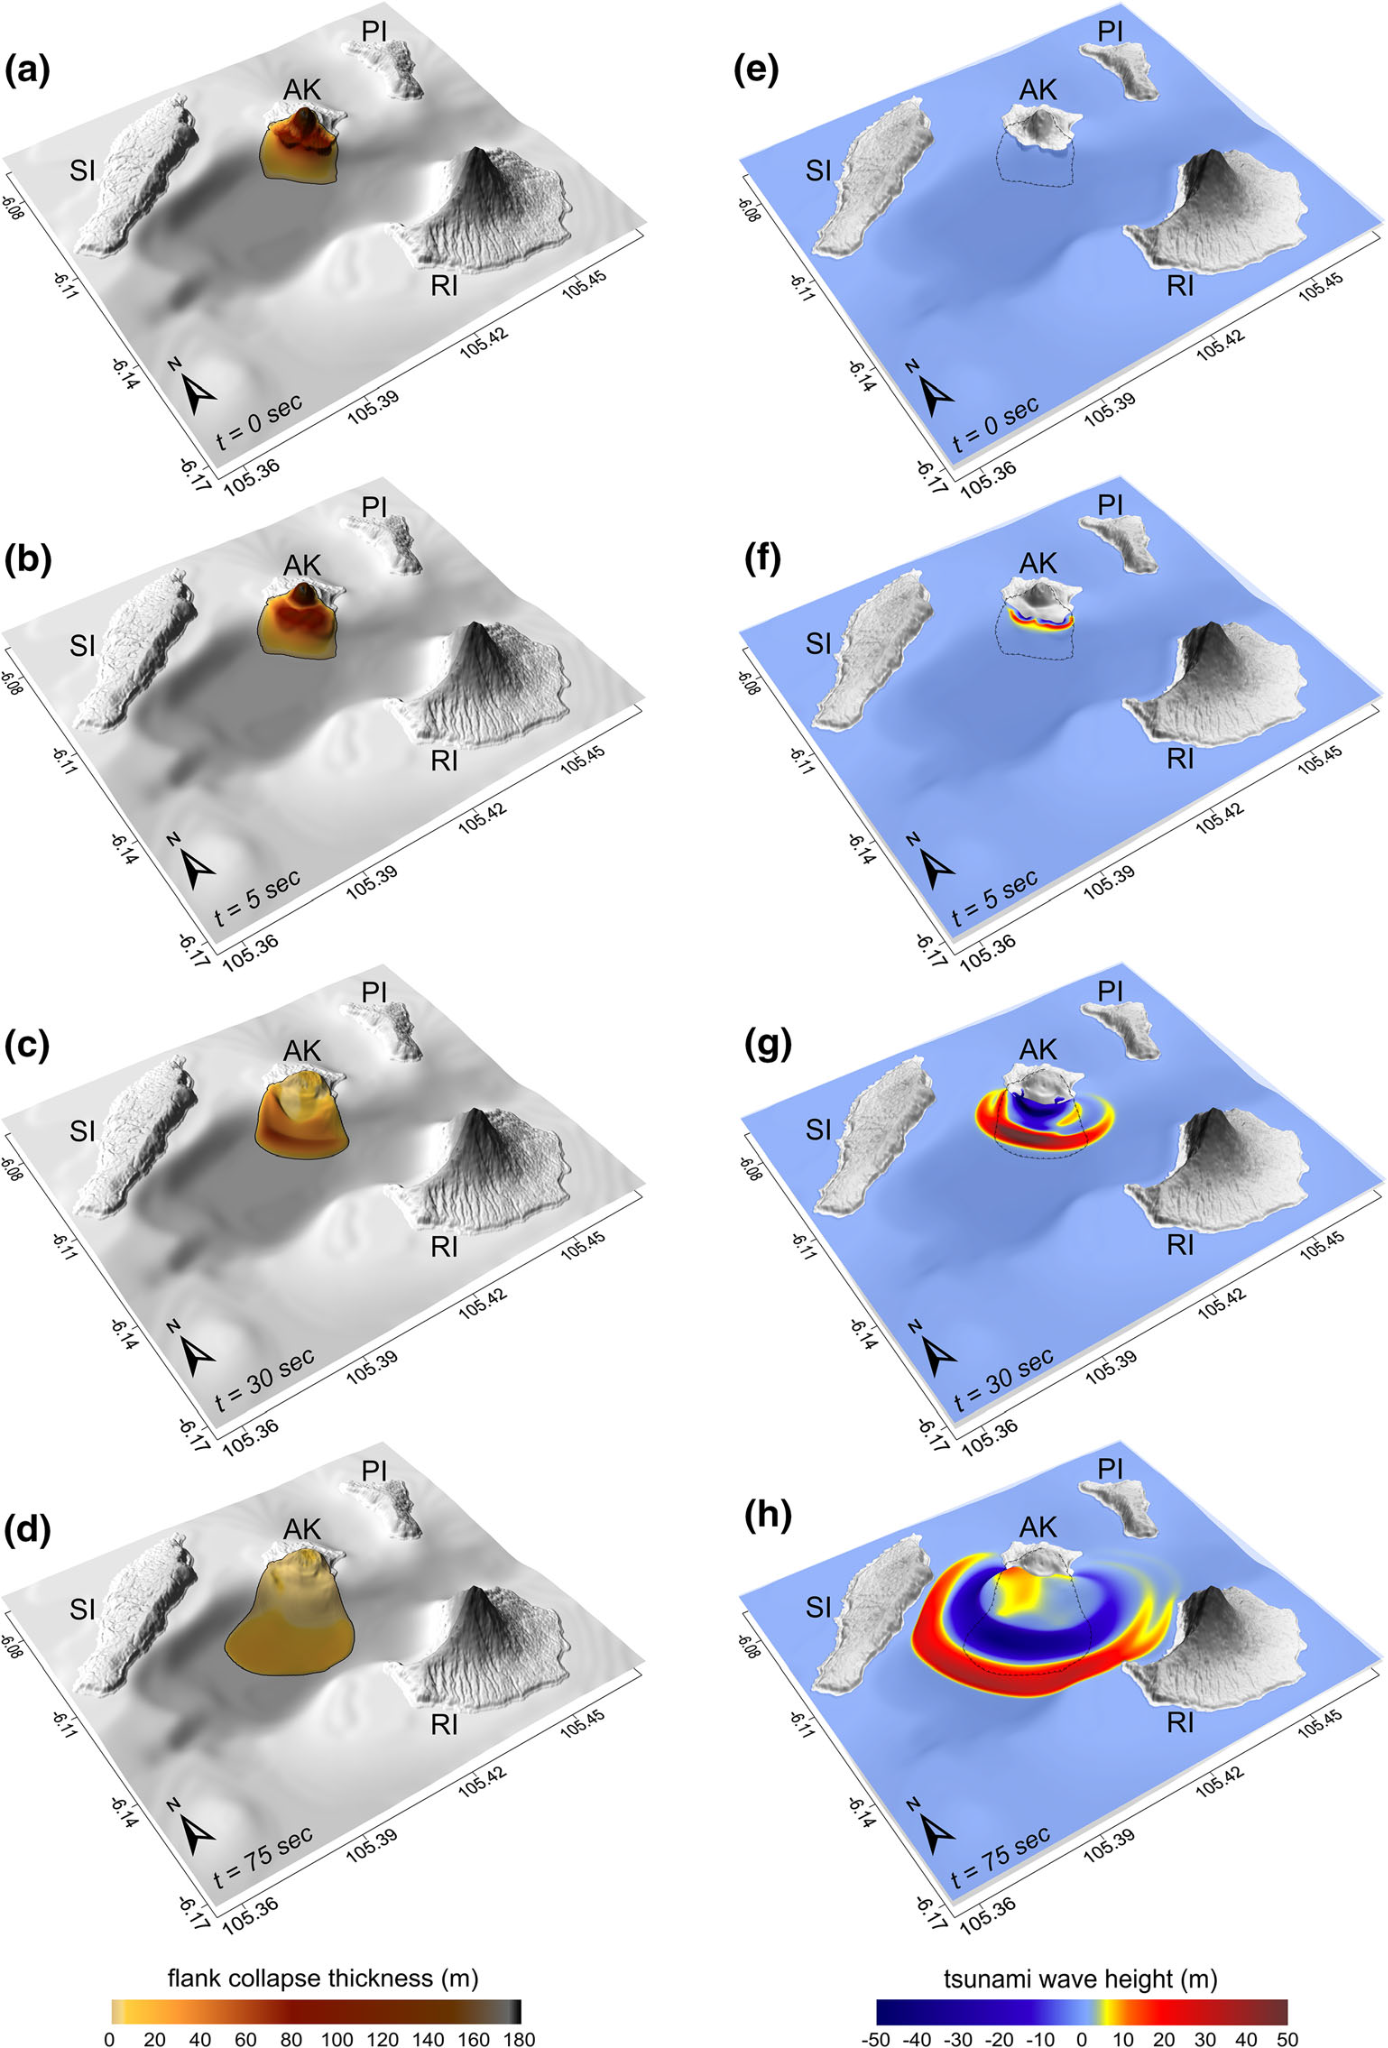 (a)
PI
AK
SI
RI
-6.08
-6.11
-6.14
-6.17
105.36
105.39
105.42
105.45
N
t = 0 sec
(e)
PI
AK
SI
RI
-6.08
-6.11
-6.14
-6.17
105.36
105.39
105.42
105.45
N
t = 0 sec
(b)
PI
AK
SI
RI
-6.08
-6.11
-6.14
-6.17
105.36
105.39
105.42
105.45
N
t = 5 sec
(f)
PI
AK
SI
RI
-6.08
-6.11
-6.14
-6.17
105.36
105.39
105.42
105.45
N
t = 5 sec
(c)
PI
AK
SI
RI
-6.08
-6.11
-6.14
-6.17
105.36
105.39
105.42
105.45
N
t = 30 sec
(g)
PI
AK
SI
RI
-6.08
-6.11
-6.14
-6.17
105.36
105.39
105.42
105.45
N
t = 30 sec
(d)
PI
AK
SI
RI
-6.08
-6.11
-6.14
-6.17
105.36
105.39
105.42
105.45
N
t = 75 sec
(h)
PI
AK
SI
RI
-6.08
-6.11
-6.14
-6.17
105.36
105.39
105.42
105.45
N
t = 75 sec
flank collapse thickness (m)
0 20 40 60 80 100 120 140 160 180
tsunami wave height (m)
-50 -40 -30 -20 -10 0 10 20 30 40 50